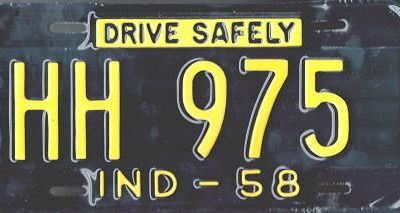 DRIVE SAFELY
HH 975
IND - 58